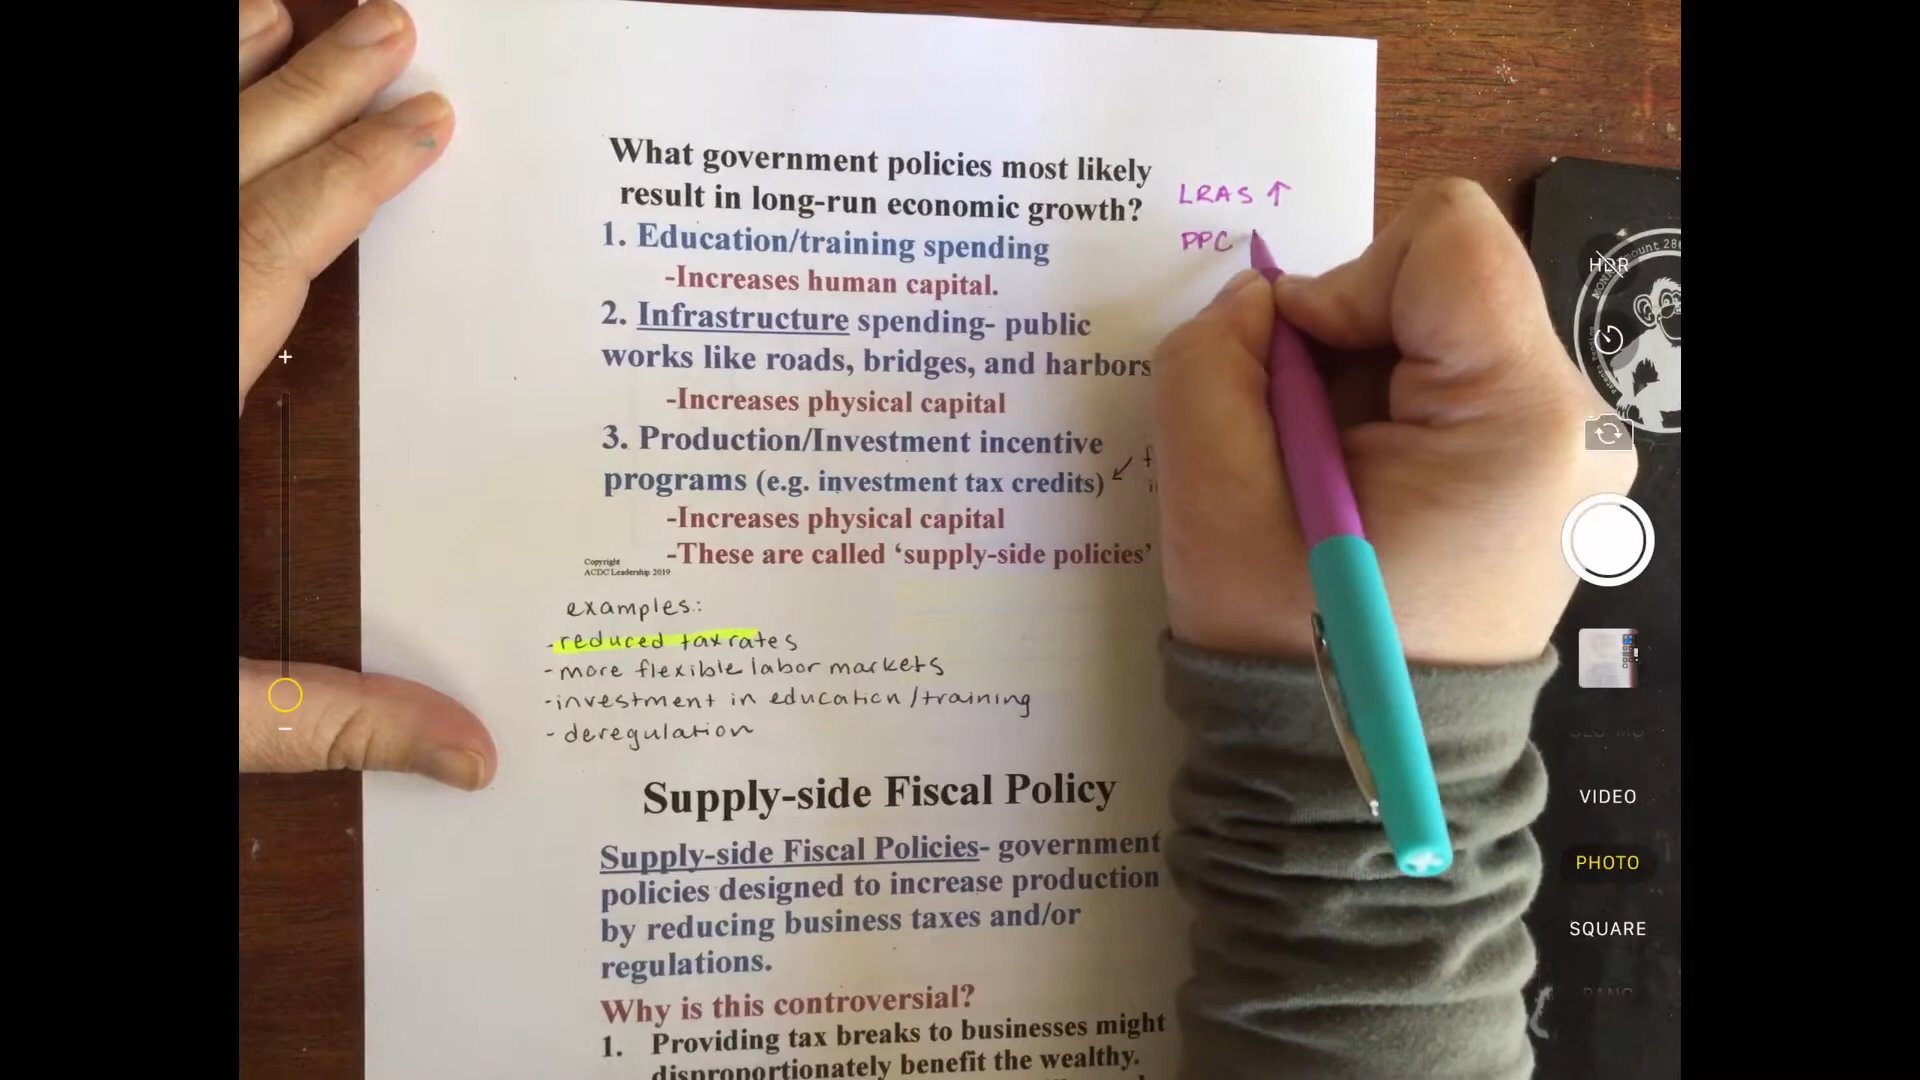 What government policies most likely
result in long-run economic growth?
LRAS ↑
PPC
1. Education/training spending
-Increases human capital.
2. Infrastructure spending- public
works like roads, bridges, and harbors
-Increases physical capital
3. Production/Investment incentive
programs (e.g. investment tax credits)
-Increases physical capital
-These are called ‘supply-side policies’
Copyright
ACDC Leadership 2019
examples:
- reduced tax rates
- more flexible labor markets
- investment in education/training
- deregulation
Supply-side Fiscal Policy
Supply-side Fiscal Policies- government
policies designed to increase production
by reducing business taxes and/or
regulations.
Why is this controversial?
1. Providing tax breaks to businesses might
disproportionately benefit the wealthy.
HDR
VIDEO
PHOTO
SQUARE
PANO